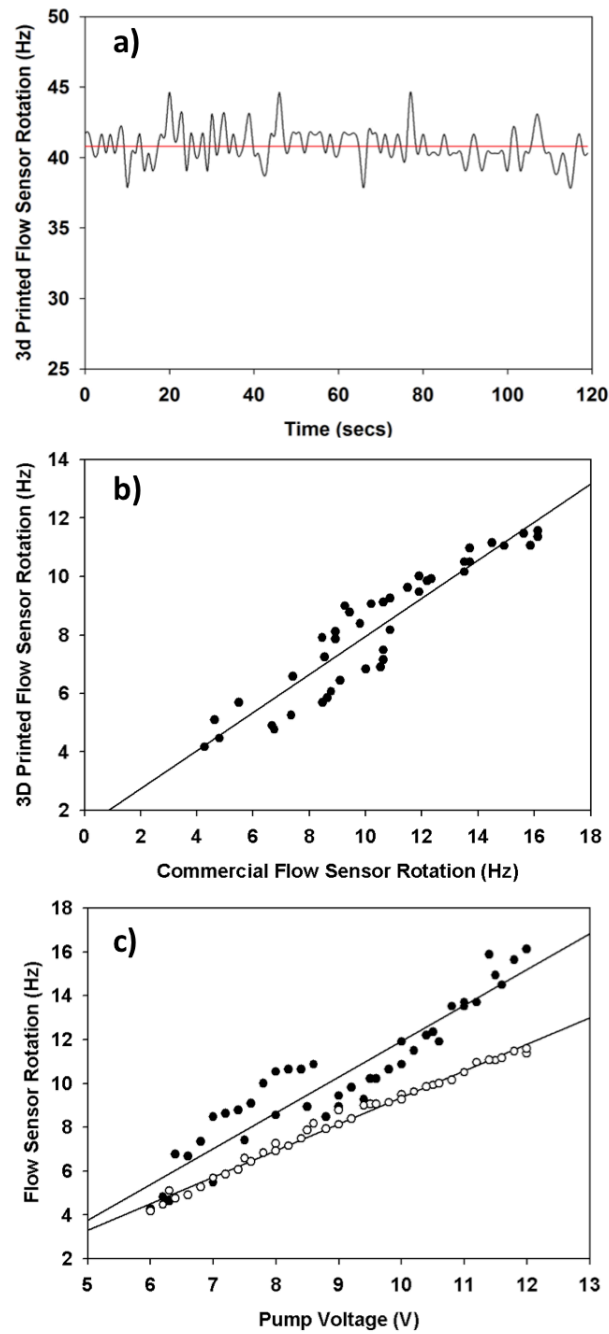 a)
3d Printed Flow Sensor Rotation (Hz)
50
45
40
35
30
25
0 20 40 60 80 100 120
Time (secs)
b)
3D Printed Flow Sensor Rotation (Hz)
14
12
10
8
6
4
2
0 2 4 6 8 10 12 14 16 18
Commercial Flow Sensor Rotation (Hz)
c)
Flow Sensor Rotation (Hz)
18
16
14
12
10
8
6
4
2
5 6 7 8 9 10 11 12 13
Pump Voltage (V)